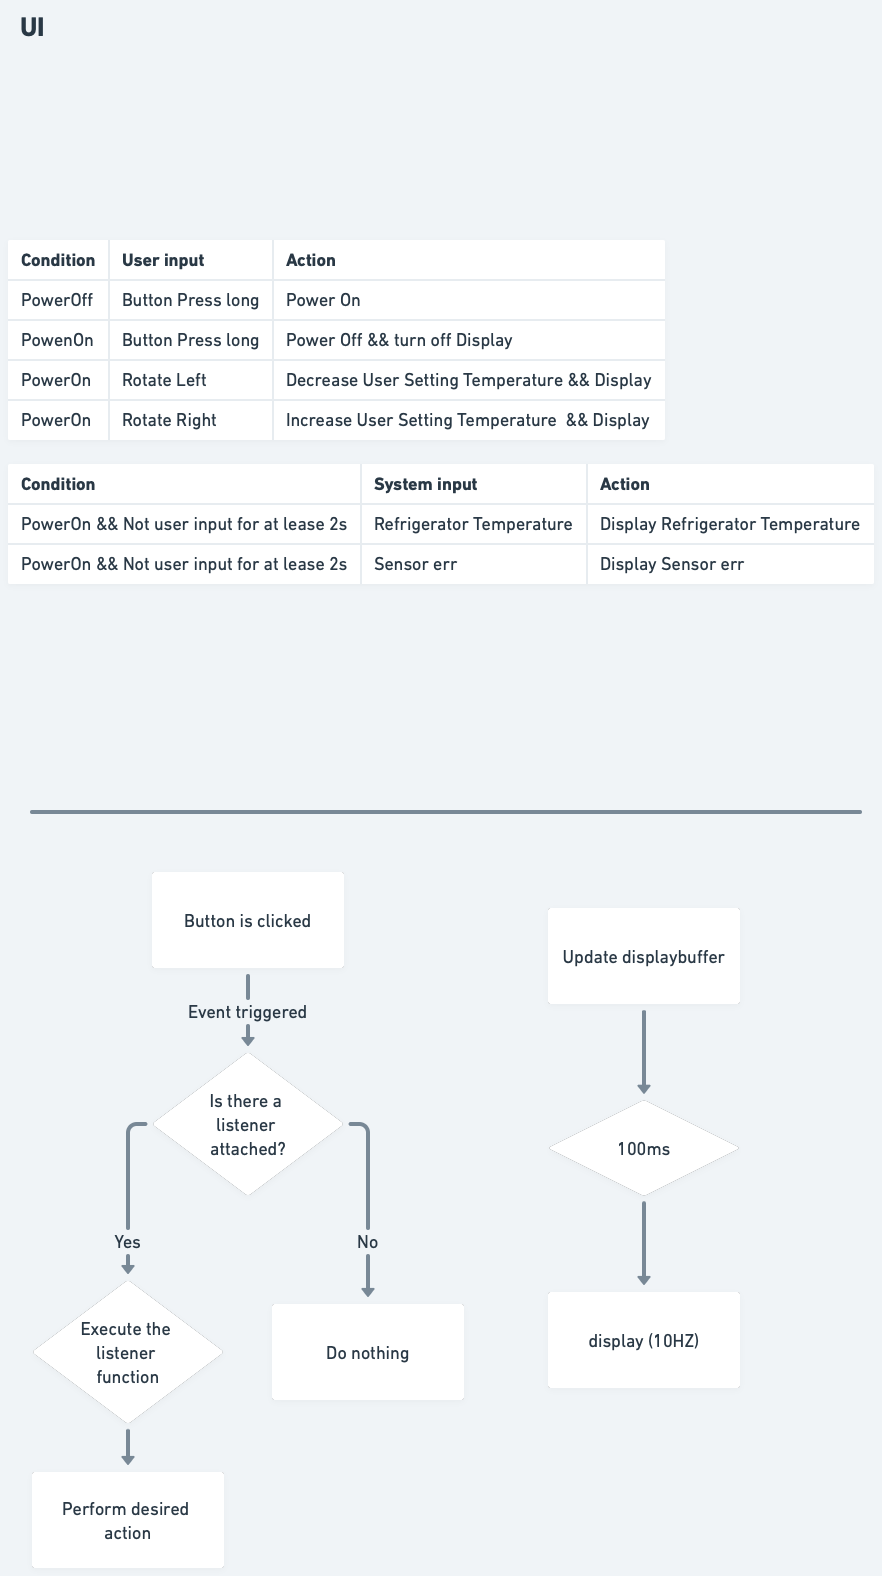 UI
Condition User input Action
PowerOff Button Press long Power On
PowenOn Button Press long Power Off && turn off Display
PowerOn Rotate Left Decrease User Setting Temperature && Display
PowerOn Rotate Right Increase User Setting Temperature  && Display
Condition System input Action
PowerOn && Not user input for at lease 2s Refrigerator Temperature Display Refrigerator Temperature
PowerOn && Not user input for at lease 2s Sensor err Display Sensor err
Button is clicked
Event triggered
Is there a
listener
attached?
Yes
No
Execute the
listener
function
Do nothing
Perform desired
action
Update displaybuffer
100ms
display (10HZ)